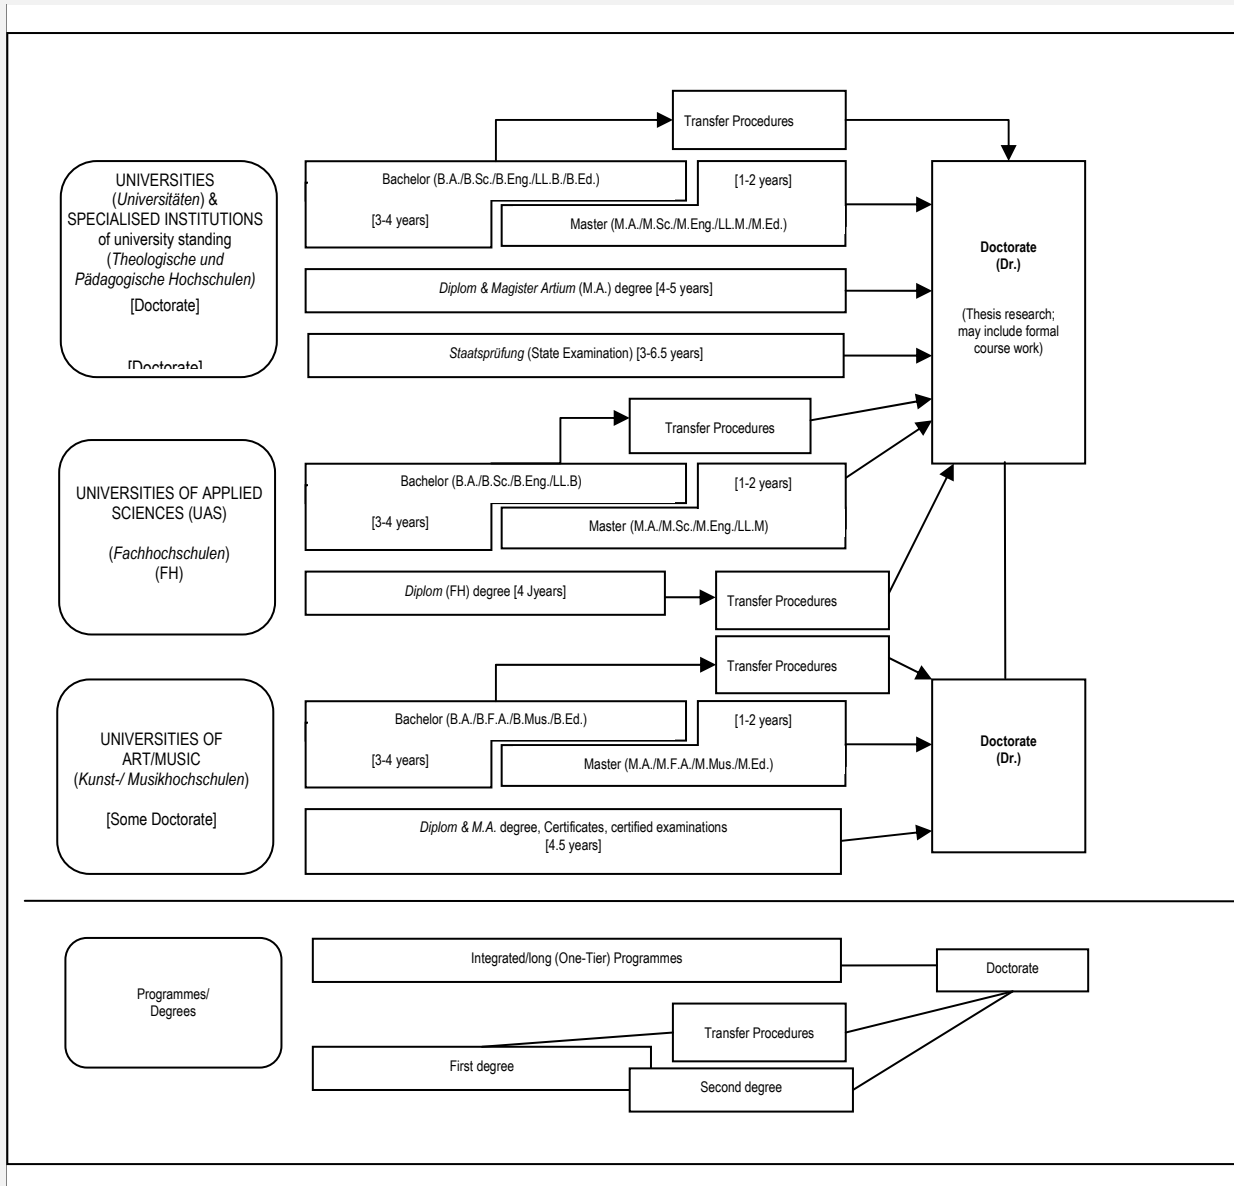 Transfer Procedures
UNIVERSITIES
(Universitäten) &
SPECIALISED INSTITUTIONS
of university standing
(Theologische und
Pädagogische Hochschulen)
[Doctorate]
[Doctorate]
Bachelor (B.A./B.Sc./B.Eng./LL.B./B.Ed.)
[3-4 years]
[1-2 years]
Master (M.A./M.Sc./M.Eng./LL.M./M.Ed.)
Diplom & Magister Artium (M.A.) degree [4-5 years]
Staatsprüfung (State Examination) [3-6.5 years]
Doctorate
(Dr.)
(Thesis research;
may include formal
course work)
Transfer Procedures
UNIVERSITIES OF APPLIED
SCIENCES (UAS)
(Fachhochschulen)
(FH)
Bachelor (B.A./B.Sc./B.Eng./LL.B)
[3-4 years]
[1-2 years]
Master (M.A./M.Sc./M.Eng./LL.M)
Diplom (FH) degree [4 Jyears]
Transfer Procedures
Transfer Procedures
UNIVERSITIES OF
ART/MUSIC
(Kunst-/ Musikhochschulen)
[Some Doctorate]
Bachelor (B.A./B.F.A./B.Mus./B.Ed.)
[3-4 years]
[1-2 years]
Master (M.A./M.F.A./M.Mus./M.Ed.)
Diplom & M.A. degree, Certificates, certified examinations
[4.5 years]
Doctorate
(Dr.)
Programmes/
Degrees
Integrated/long (One-Tier) Programmes
Doctorate
Transfer Procedures
First degree
Second degree